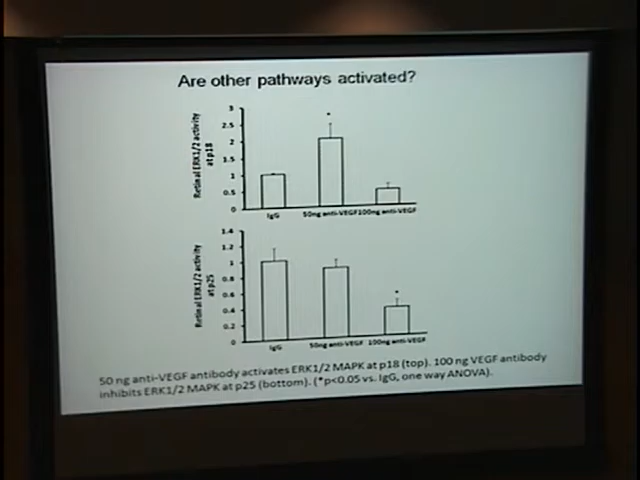 Are other pathways activated?
Retinal ERK1/2 activity
at p18
3
2.5
2
1.5
1
0.5
0
*
IgG
50ng anti-VEGF
100ng anti-VEGF
Retinal ERK1/2 activity
at p25
1.4
1.2
1
0.8
0.6
0.4
0.2
0
*
IgG
50ng anti-VEGF
100ng anti-VEGF
50 ng anti-VEGF antibody activates ERK1/2 MAPK at p18 (top). 100 ng VEGF antibody
inhibits ERK1/2 MAPK at p25 (bottom). (*p<0.05 vs. IgG, one way ANOVA).